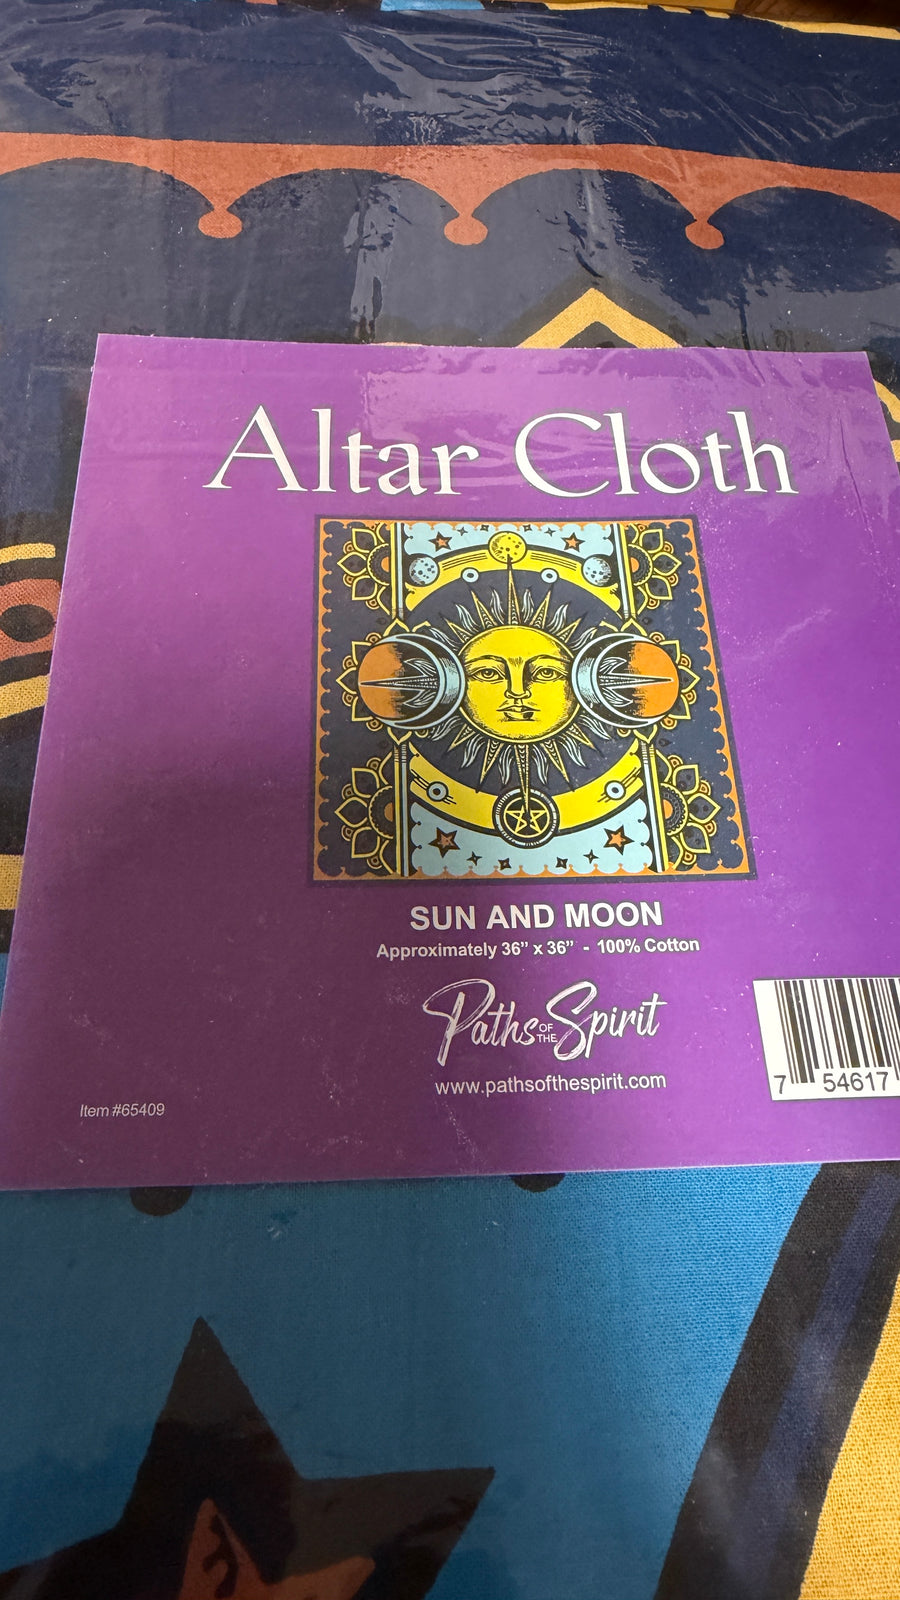 Altar Cloth
SUN AND MOON
Approximately 36” x 36” - 100% Cotton
Paths OF THE Spirit
www.pathsofthespirit.com
Item #65409
7 54617